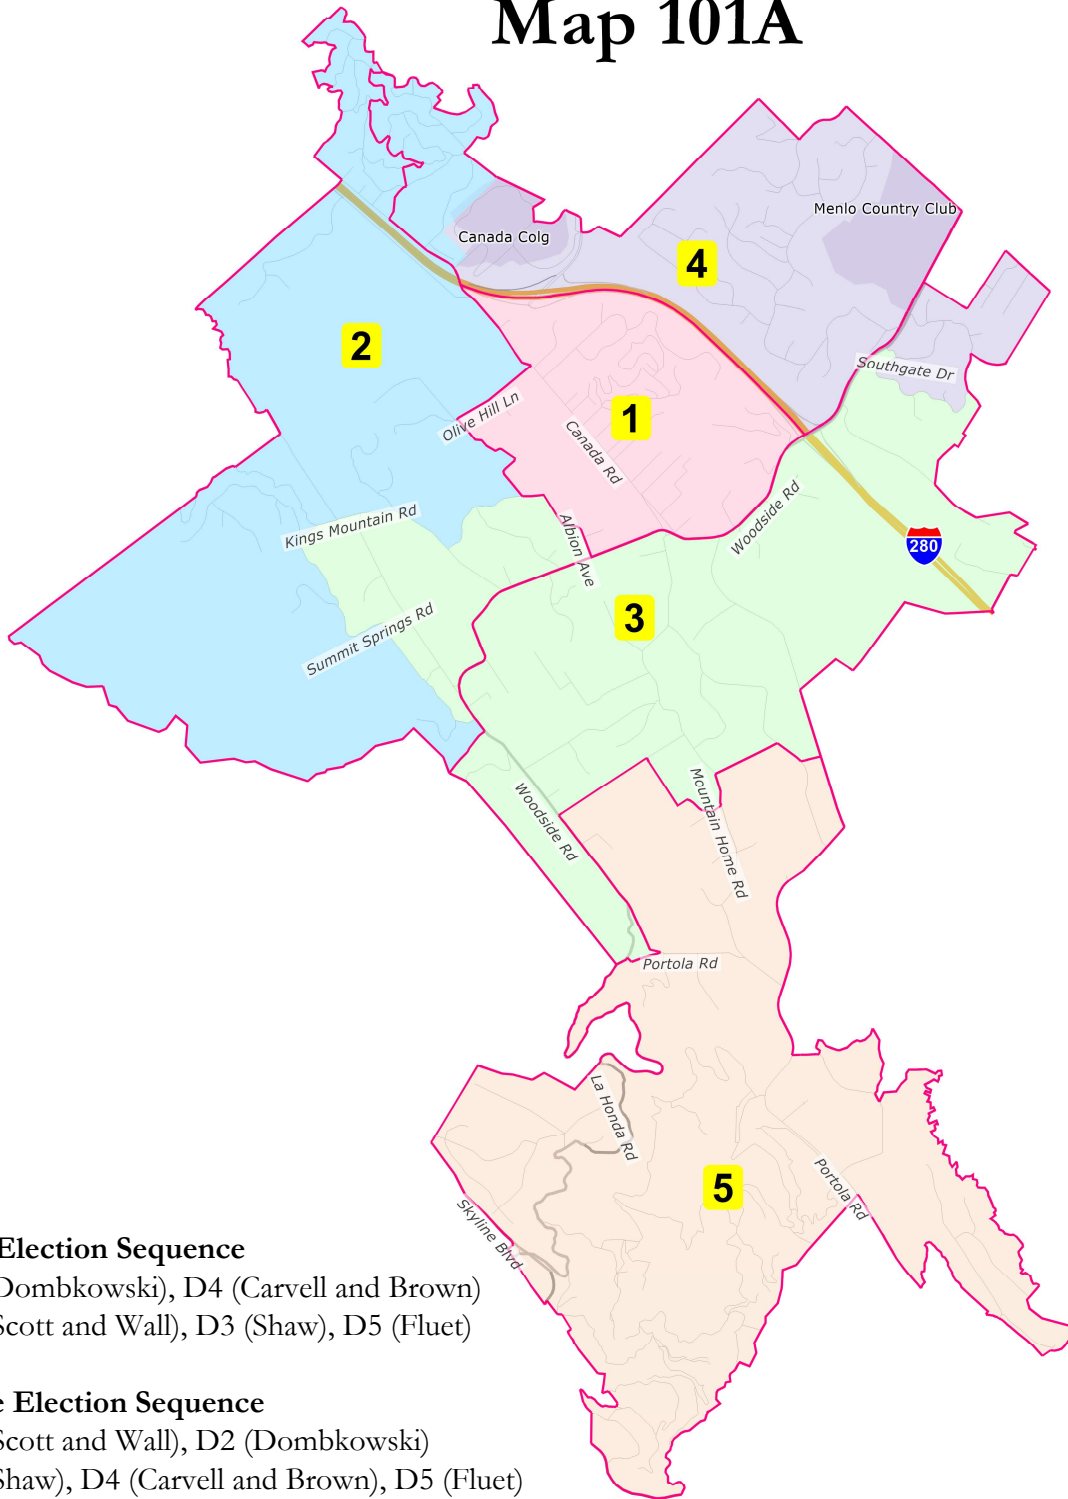 Map 101A
Menlo Country Club
Canada Colg
4
2
Southgate Dr
Olive Hill Ln
1
Canada Rd
Kings Mountain Rd
Woodside Rd
Albion Ave
280
Summit Springs Rd
3
Woodside Rd
Mountain Home Rd
Portola Rd
La Honda Rd
Portola Rd
5
Skyline Blvd
Election Sequence
Dombkowski), D4 (Carvell and Brown)
Scott and Wall), D3 (Shaw), D5 (Fluet)
e Election Sequence
Scott and Wall), D2 (Dombkowski)
Shaw), D4 (Carvell and Brown), D5 (Fluet)